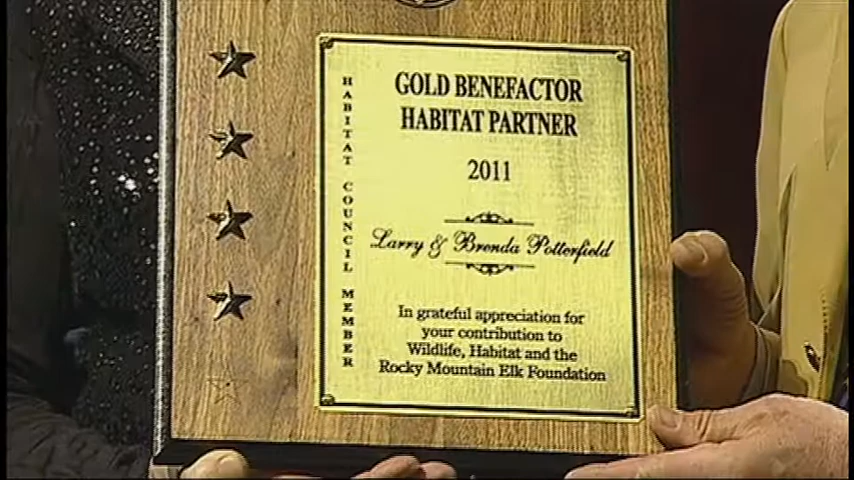 HABITAT COUNCIL MEMBER
GOLD BENEFACTOR
HABITAT PARTNER
2011
Larry & Brenda Potterfield
In grateful appreciation for
your contribution to
Wildlife, Habitat and the
Rocky Mountain Elk Foundation